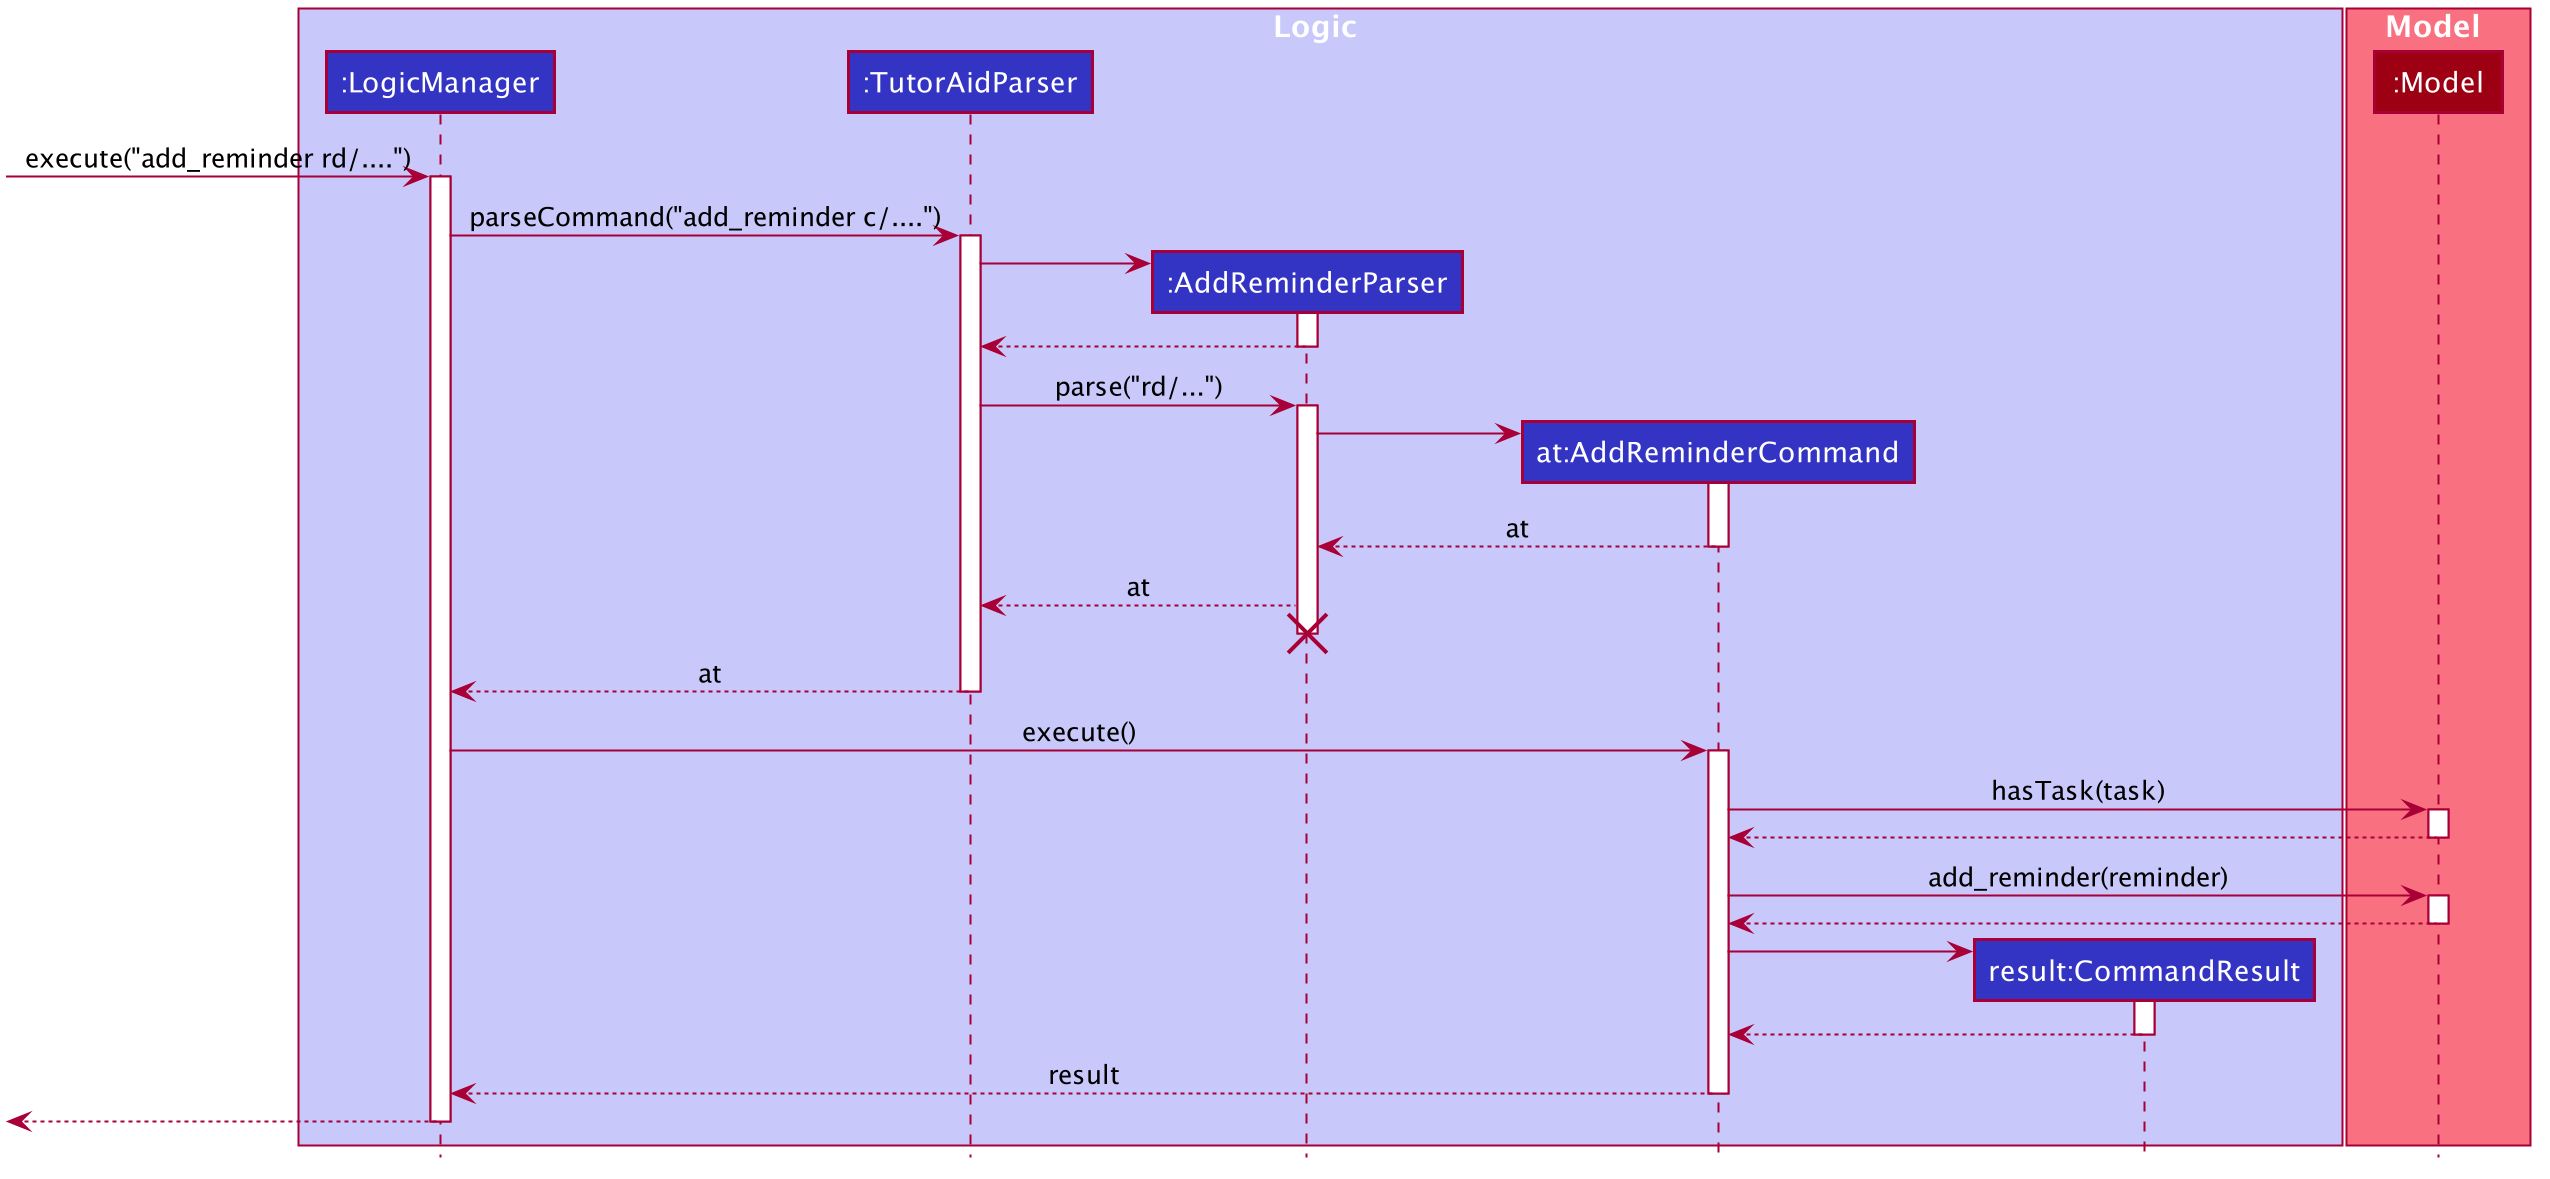 Logic
Model
:LogicManager
:TutorAidParser
:Model
execute("add_reminder rd/....")
parseCommand("add_reminder c/....")
:AddReminderParser
parse("rd/...")
at:AddReminderCommand
at
at
at
execute()
hasTask(task)
add_reminder(reminder)
result:CommandResult
result